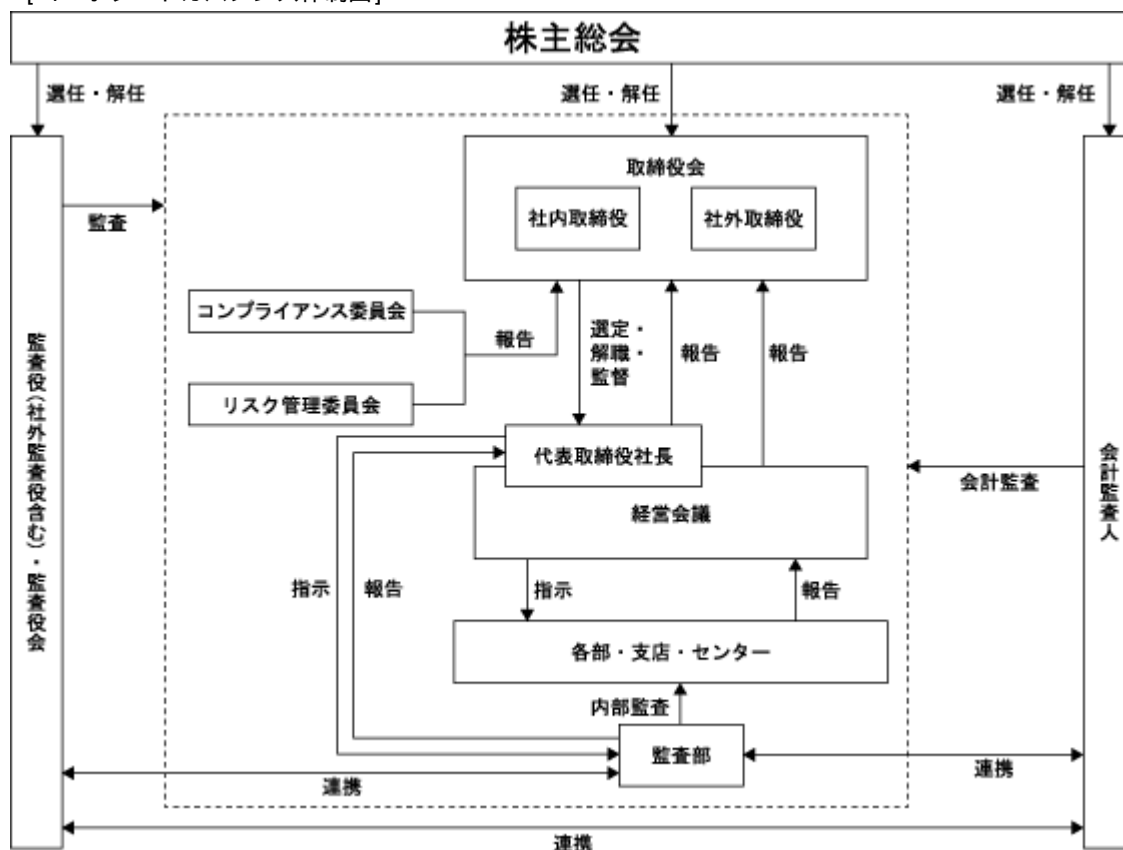 株主総会
選任・解任
選任・解任
選任・解任
取締役会
社内取締役
社外取締役
監査
コンプライアンス委員会
リスク管理委員会
報告
選定・
解職・
監督
報告
報告
監査役(社外監査役含む)・監査役会
代表取締役社長
経営会議
会計監査
会計監査人
指示
報告
指示
報告
各部・支店・センター
内部監査
監査部
連携
連携
連携